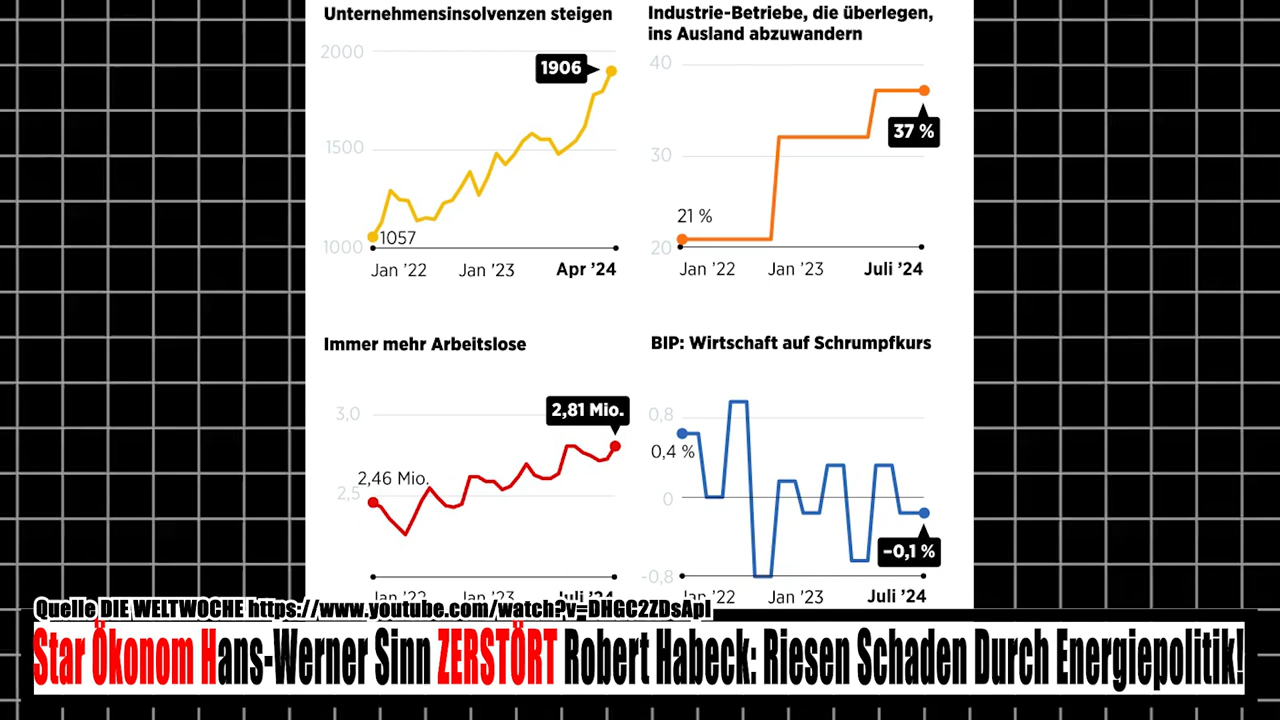 Unternehmensinsolvenzen steigen
2000
1906
1500
1057
1000
Jan ’22 Jan ’23 Apr ’24
Industrie-Betriebe, die überlegen,
ins Ausland abzuwandern
40
37 %
30
21 %
20
Jan ’22 Jan ’23 Juli ’24
Immer mehr Arbeitslose
3,0
2,81 Mio.
2,46 Mio.
2,5
Jan ’22 Jan ’23 Juli ’24
BIP: Wirtschaft auf Schrumpfkurs
0,8
0,4 %
0
–0,1 %
-0,8
Jan ’22 Jan ’23 Juli ’24
Quelle DIE WELTWOCHE https://www.youtube.com/watch?v=DHGC2ZDsApI
Star Ökonom Hans-Werner Sinn ZERSTÖRT Robert Habeck: Riesen Schaden Durch Energiepolitik!